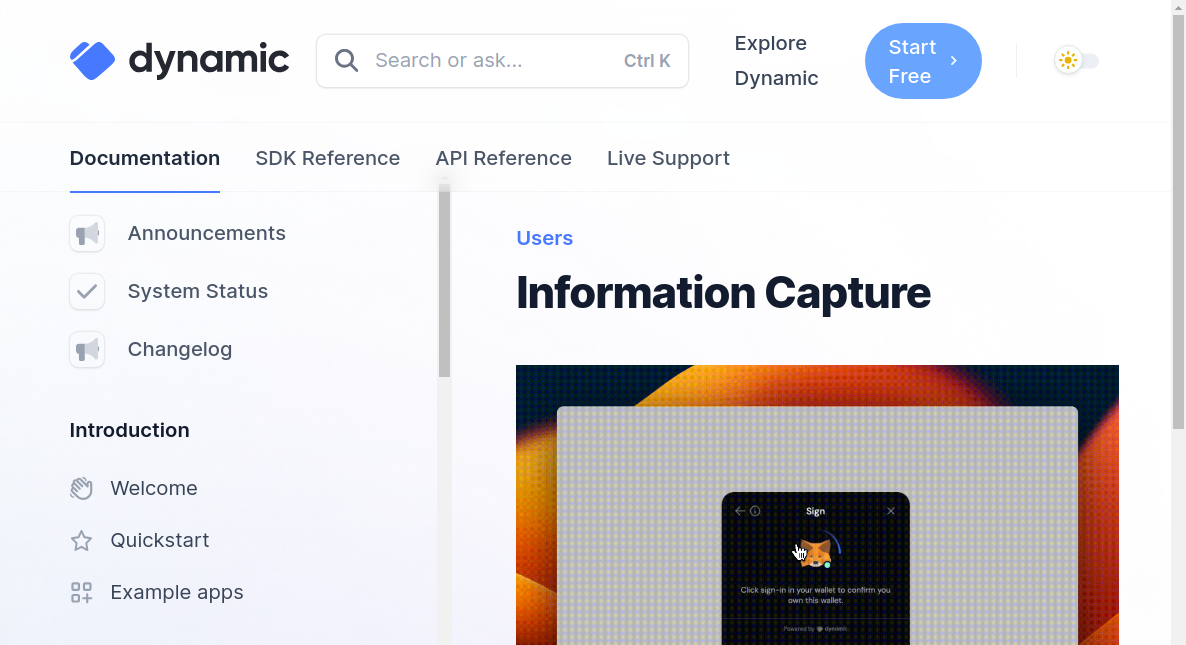 dynamic
Search or ask...
Ctrl K
Explore
Dynamic
Start
Free
Documentation
SDK Reference
API Reference
Live Support
Announcements
System Status
Changelog
Introduction
Welcome
Quickstart
Example apps
Users
Information Capture
Sign
Click sign-in in your wallet to confirm you
own this wallet.
Powered by dynamic